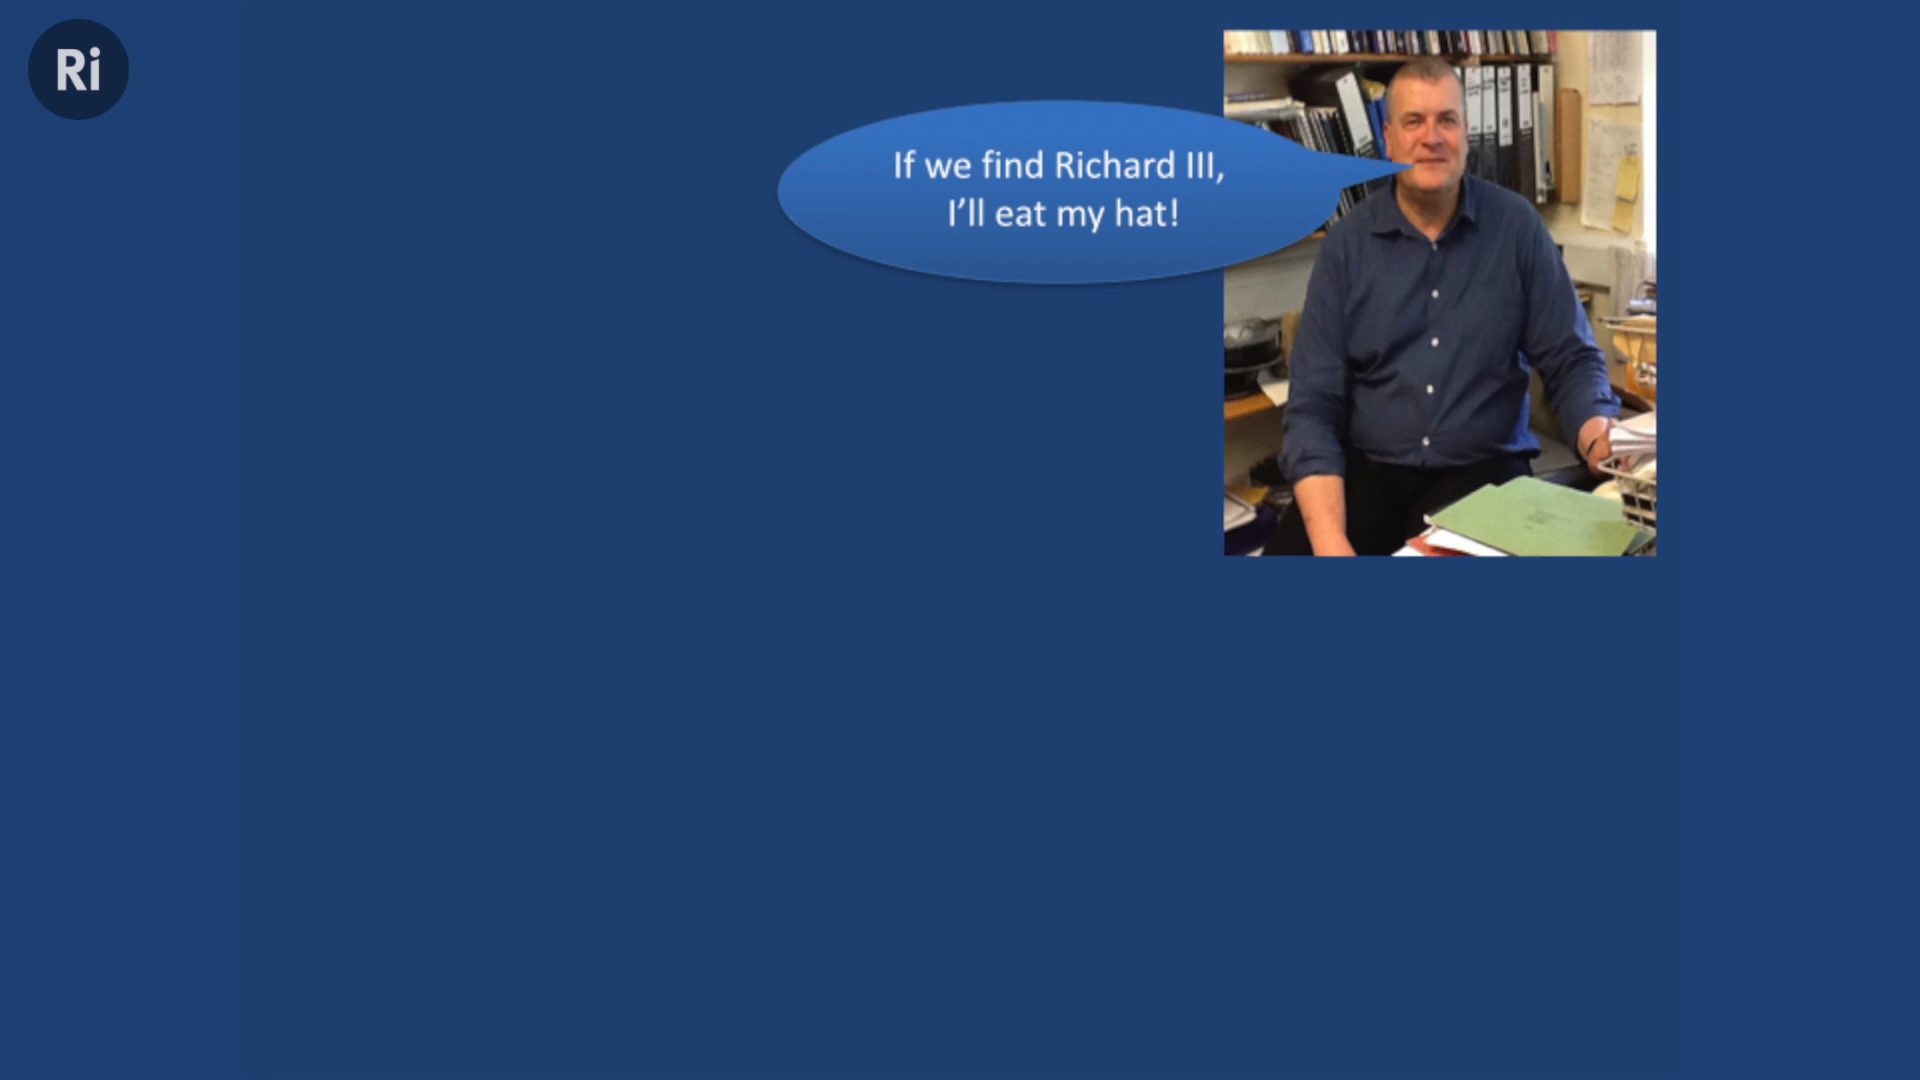 Ri
If we find Richard III,
I’ll eat my hat!